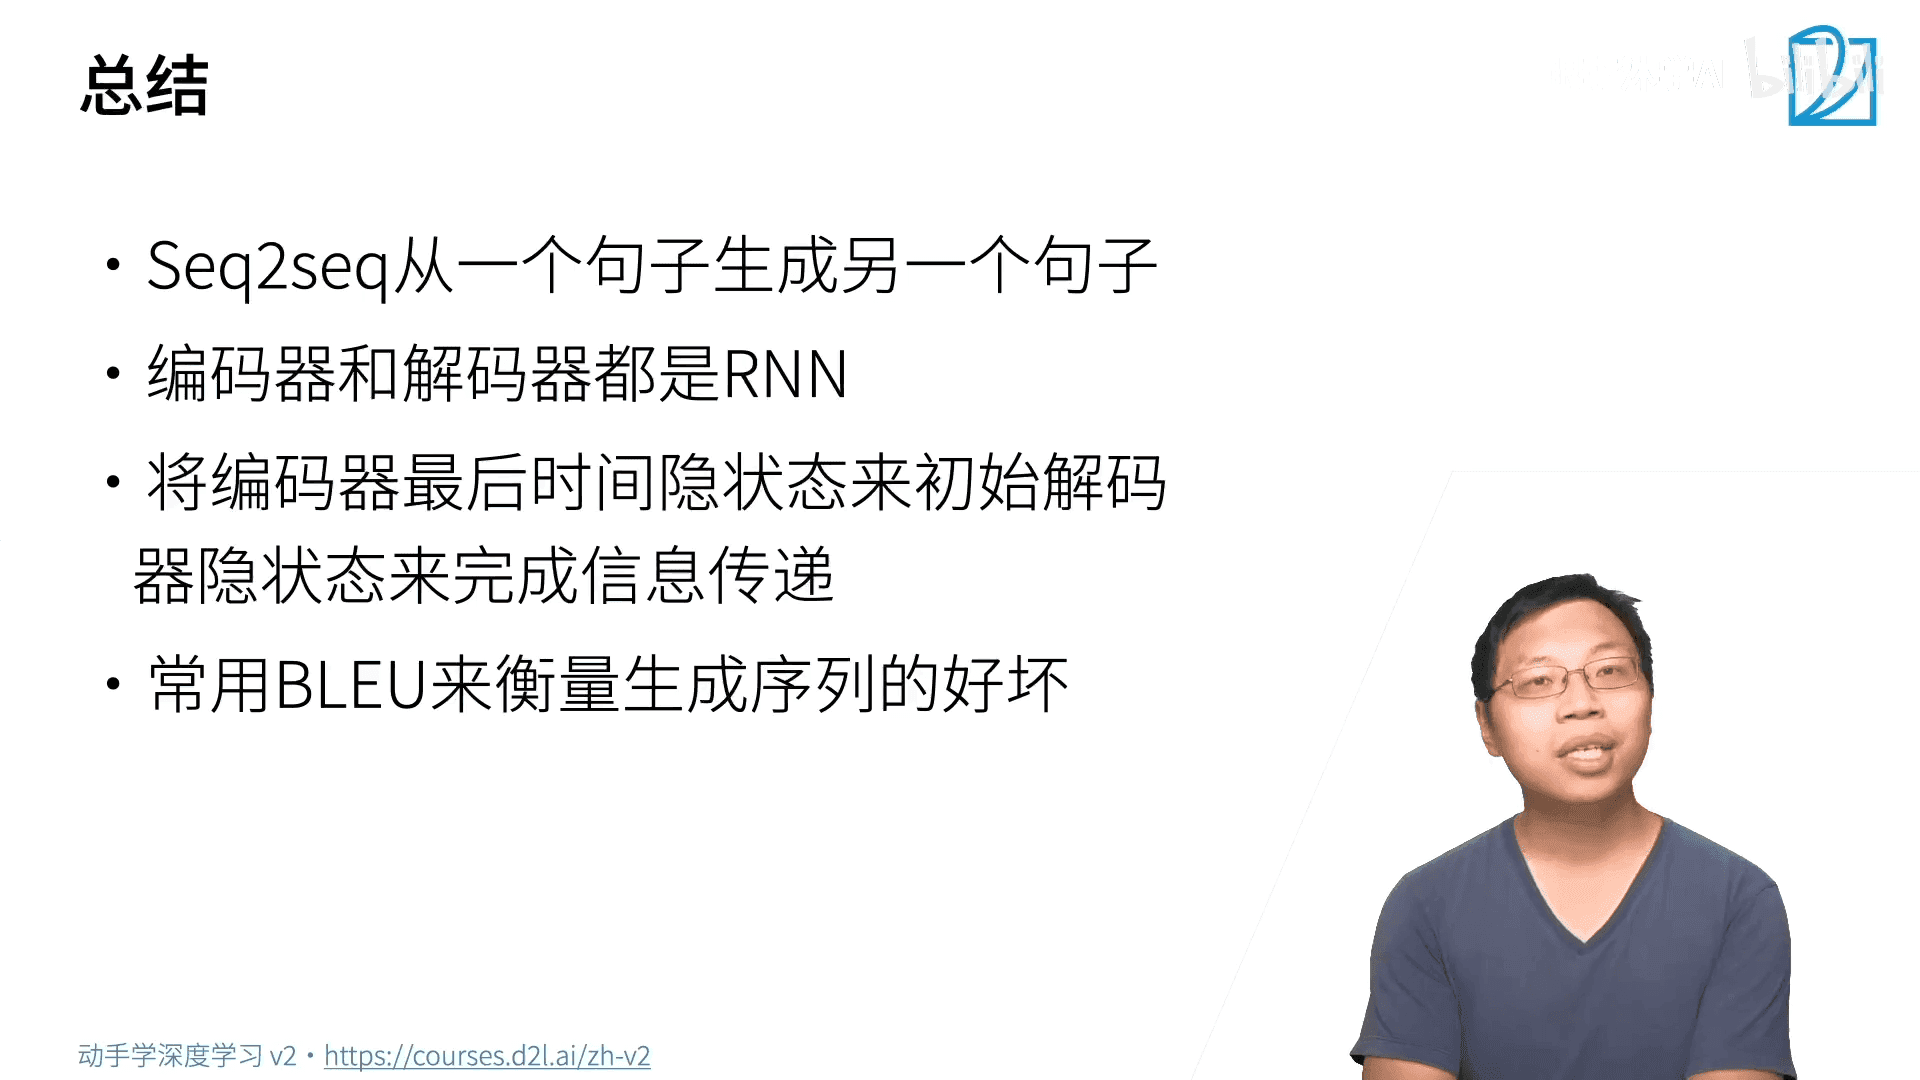 总结
• Seq2seq从一个句子生成另一个句子
• 编码器和解码器都是RNN
• 将编码器最后时间隐状态来初始解码
器隐状态来完成信息传递
• 常用BLEU来衡量生成序列的好坏
动手学深度学习 v2 • https://courses.d2l.ai/zh-v2
bilibili